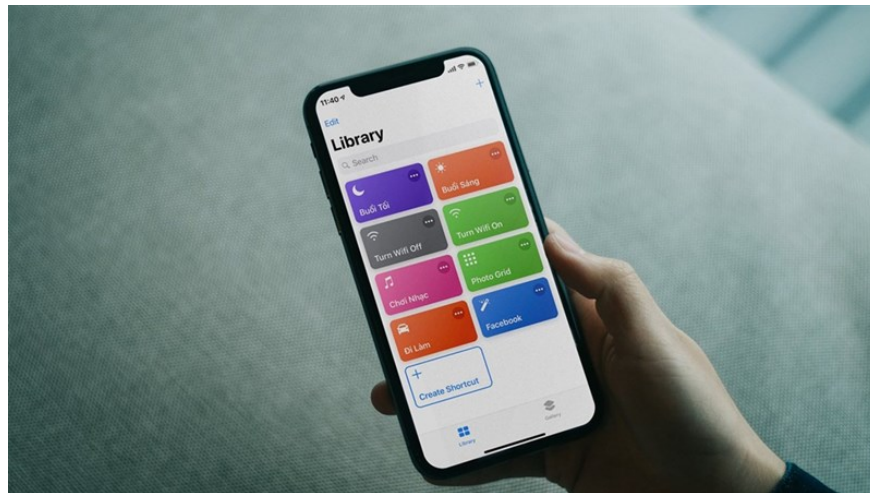 11:40
Edit
Library
Search
Buổi Tối
Buổi Sáng
Turn Wifi Off
Turn Wifi On
Chơi Nhạc
Photo Grid
Đi Làm
Facebook
Create Shortcut
Library
Gallery